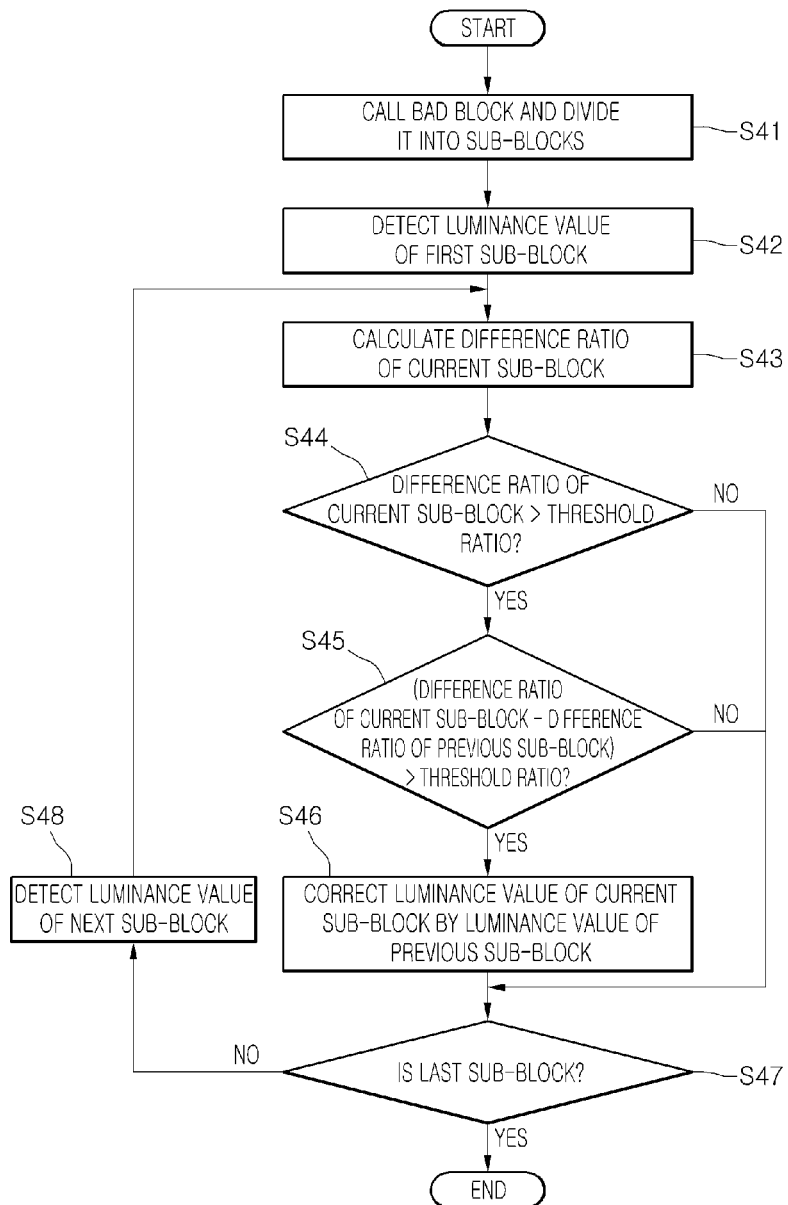 START
CALL BAD BLOCK AND DIVIDE
IT INTO SUB-BLOCKS
S41
DETECT LUMINANCE VALUE
OF FIRST SUB-BLOCK
S42
CALCULATE DIFFERENCE RATIO
OF CURRENT SUB-BLOCK
S43
S44
DIFFERENCE RATIO OF
CURRENT SUB-BLOCK > THRESHOLD
RATIO?
NO
YES
S45
(DIFFERENCE RATIO
OF CURRENT SUB-BLOCK - DIFFERENCE
RATIO OF PREVIOUS SUB-BLOCK)
> THRESHOLD RATIO?
NO
YES
S46
CORRECT LUMINANCE VALUE OF CURRENT
SUB-BLOCK BY LUMINANCE VALUE OF
PREVIOUS SUB-BLOCK
S48
DETECT LUMINANCE VALUE
OF NEXT SUB-BLOCK
NO
IS LAST SUB-BLOCK?
S47
YES
END